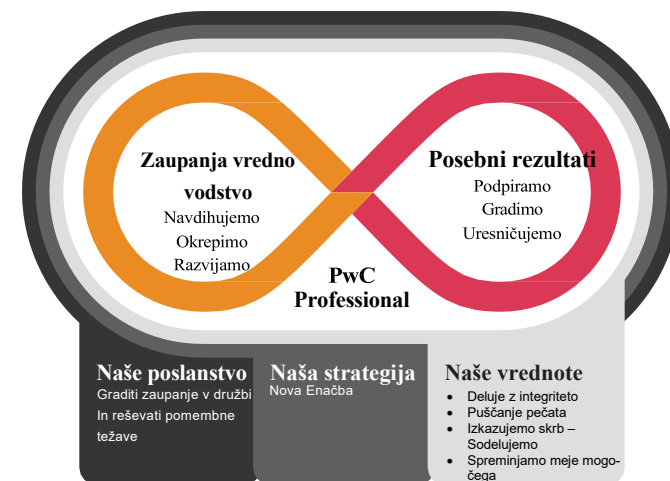 Zaupanja vredno
vodstvo
Navdihujemo
Okrepimo
Razvijamo
Posebni rezultati
Podpiramo
Gradimo
Uresničujemo
PwC
Professional
Naše poslanstvo
Graditi zaupanje v družbi
In reševati pomembne
težave
Naša strategija
Nova Enačba
Naše vrednote
• Deluje z integriteto
• Puščanje pečata
• Izkazujemo skrb –
Sodelujemo
• Spreminjamo meje mogo-
čega